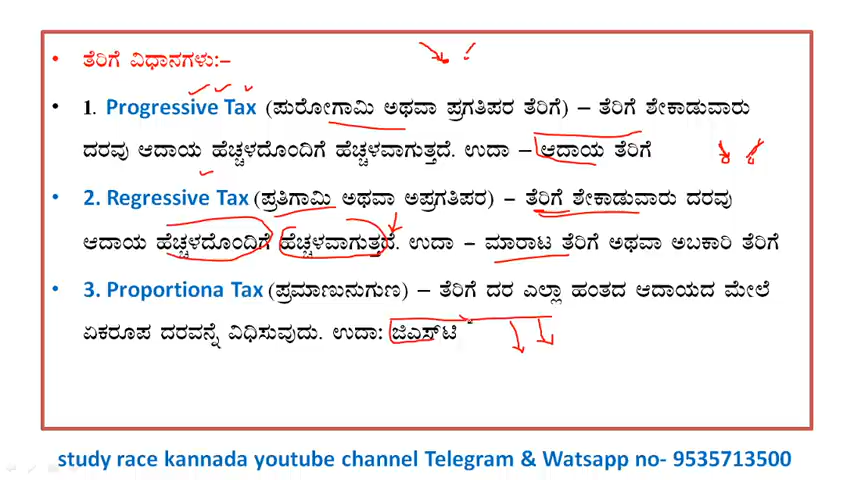 • ತೆರಿಗೆ ವಿಧಾನಗಳು:–
• 1. Progressive Tax (ಪುರೋಗಾಮಿ ಅಥವಾ ಪ್ರಗತಿಪರ ತೆರಿಗೆ) – ತೆರಿಗೆ ಶೇಕಾಡುವಾರು
ದರವು ಆದಾಯ ಹೆಚ್ಚಳದೊಂದಿಗೆ ಹೆಚ್ಚಳವಾಗುತ್ತದೆ. ಉದಾ – ಆದಾಯ ತೆರಿಗೆ
• 2. Regressive Tax (ಪ್ರತಿಗಾಮಿ ಅಥವಾ ಅಪ್ರಗತಿಪರ) – ತೆರಿಗೆ ಶೇಕಾಡುವಾರು ದರವು
ಆದಾಯ ಹೆಚ್ಚಳದೊಂದಿಗೆ ಹೆಚ್ಚಳವಾಗುತ್ತದೆ. ಉದಾ – ಮಾರಾಟ ತೆರಿಗೆ ಅಥವಾ ಅಬಕಾರಿ ತೆರಿಗೆ
• 3. Proportiona Tax (ಪ್ರಮಾಣುನುಗುಣ) – ತೆರಿಗೆ ದರ ಎಲ್ಲಾ ಹಂತದ ಆದಾಯದ ಮೇಲೆ
ಏಕರೂಪ ದರವನ್ನೆ ವಿಧಿಸುವುದು. ಉದಾ: ಜಿಎಸ್‌ಟಿ
study race kannada youtube channel Telegram & Watsapp no- 9535713500